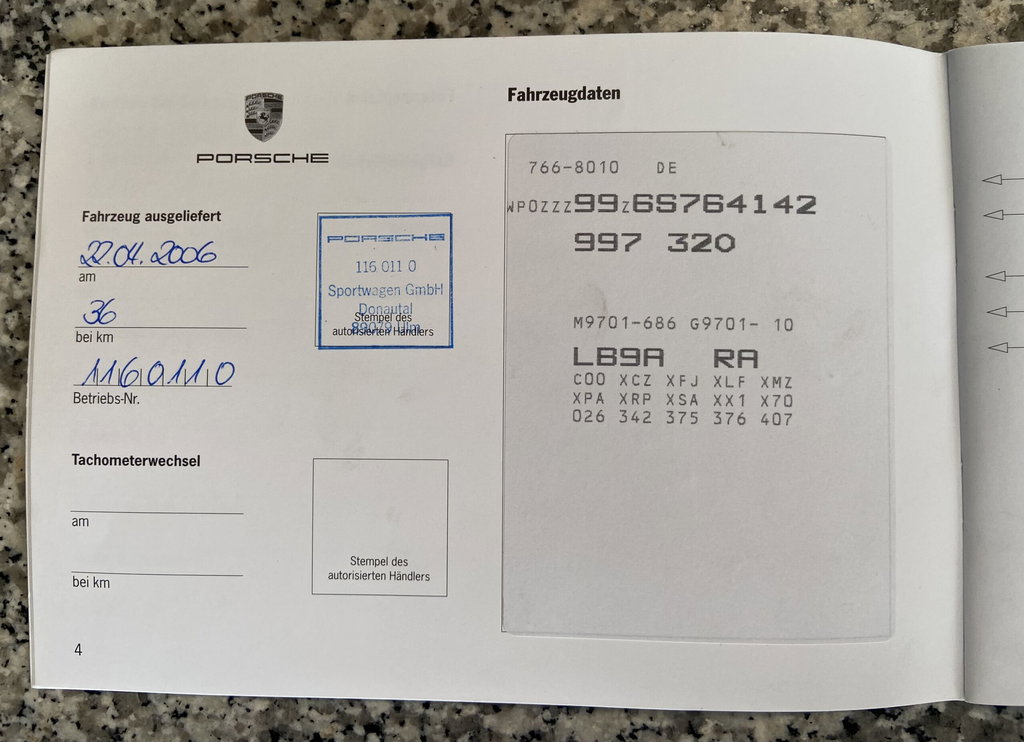 PORSCHE
PORSCHE
Fahrzeug ausgeliefert
22.04.2006
am
36
bei km
1160110
Betriebs-Nr.
PORSCHE
116 011 0
Sportwagen GmbH
Donautal
89079 Ulm
Stempel des
autorisierten Händlers
Tachometerwechsel
am
bei km
Stempel des
autorisierten Händlers
4
Fahrzeugdaten
766-8010 DE
WP0ZZZ99Z6S764142
997 320
M9701-686 G9701- 10
LB9A RA
C00 XCZ XFJ XLF XMZ
XPA XRP XSA XX1 X70
026 342 375 376 407